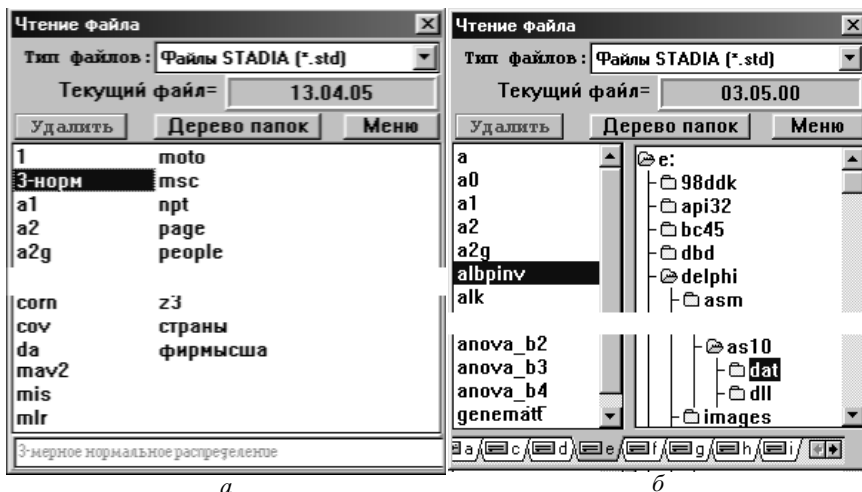 Чтение файла
Тип файлов: Файлы STADIA (*.std)
Текущий файл= 13.04.05
Удалить Дерево папок Меню
1 moto
3-норм msc
a1 npt
a2 page
a2g people
corn z3
cov страны
da фирмысша
mav2
mis
mlr
3-мерное нормальное распределение
а
Чтение файла
Тип файлов: Файлы STADIA (*.std)
Текущий файл= 03.05.00
Удалить Дерево папок Меню
a
a0
a1
a2
a2g
albpinv
alk
anova_b2
anova_b3
anova_b4
genematt
e:
98ddk
api32
bc45
dbd
delphi
asm
as10
dat
dll
images
a c d e f g h i
б